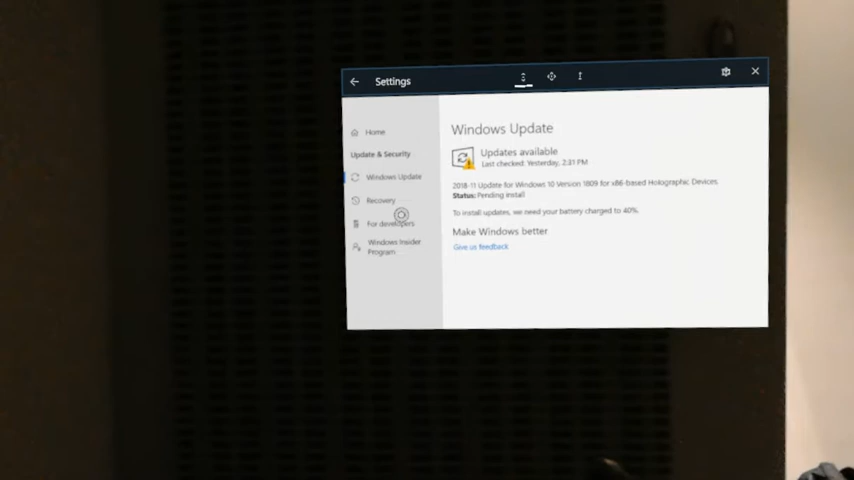 Settings
Home
Update & Security
Windows Update
Recovery
For developers
Windows Insider
Program
Windows Update
Updates available
Last checked: Yesterday, 2:31 PM
2018-11 Update for Windows 10 Version 1809 for x86-based Holographic Devices
Status: Pending install
To install updates, we need your battery charged to 40%.
Make Windows better
Give us feedback